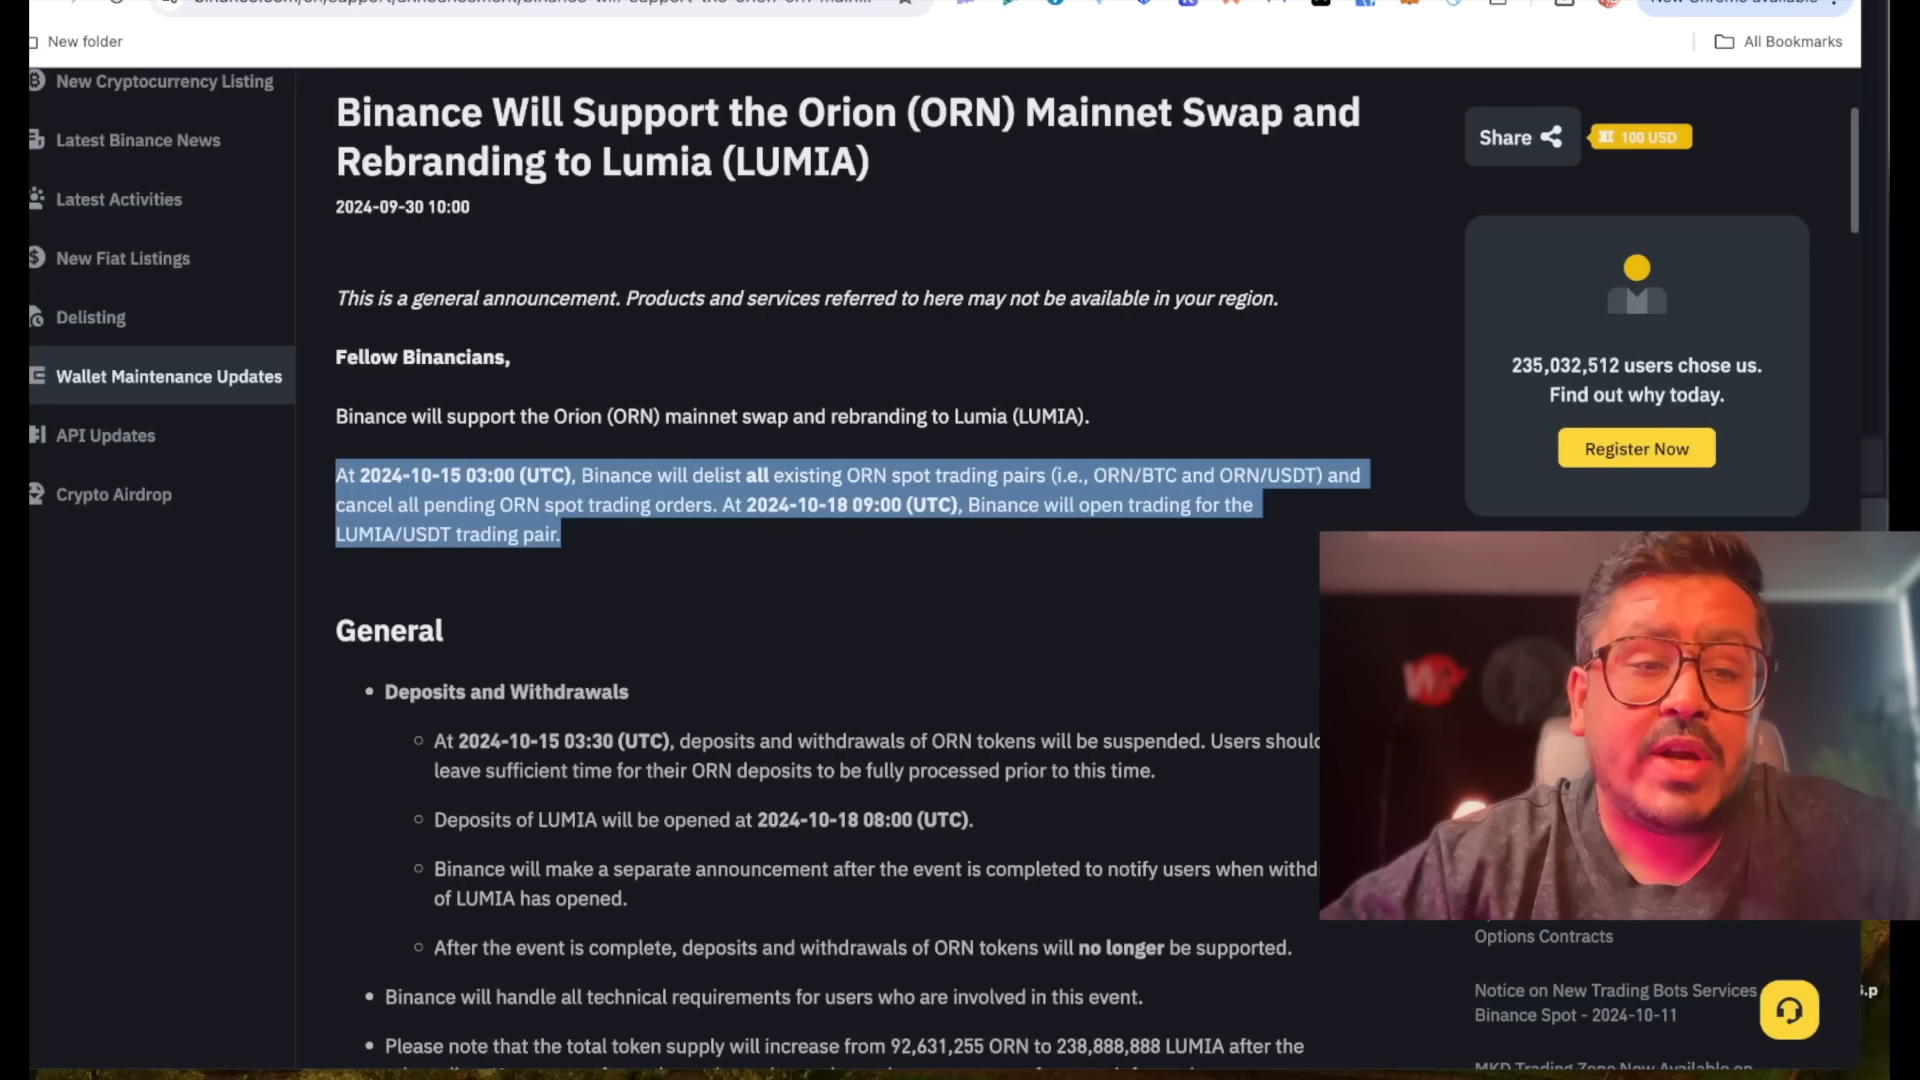 New folder
All Bookmarks
New Cryptocurrency Listing
Latest Binance News
Latest Activities
New Fiat Listings
Delisting
Wallet Maintenance Updates
API Updates
Crypto Airdrop
Binance Will Support the Orion (ORN) Mainnet Swap and
Rebranding to Lumia (LUMIA)
2024-09-30 10:00
This is a general announcement. Products and services referred to here may not be available in your region.
Fellow Binancians,
Binance will support the Orion (ORN) mainnet swap and rebranding to Lumia (LUMIA).
At 2024-10-15 03:00 (UTC), Binance will delist all existing ORN spot trading pairs (i.e., ORN/BTC and ORN/USDT) and
cancel all pending ORN spot trading orders. At 2024-10-18 09:00 (UTC), Binance will open trading for the
LUMIA/USDT trading pair.
General
• Deposits and Withdrawals
○ At 2024-10-15 03:30 (UTC), deposits and withdrawals of ORN tokens will be suspended. Users should
leave sufficient time for their ORN deposits to be fully processed prior to this time.
○ Deposits of LUMIA will be opened at 2024-10-18 08:00 (UTC).
○ Binance will make a separate announcement after the event is completed to notify users when withd
of LUMIA has opened.
○ After the event is complete, deposits and withdrawals of ORN tokens will no longer be supported.
• Binance will handle all technical requirements for users who are involved in this event.
• Please note that the total token supply will increase from 92,631,255 ORN to 238,888,888 LUMIA after the
Share
100 USD
235,032,512 users chose us.
Find out why today.
Register Now
Options Contracts
Notice on New Trading Bots Services
Binance Spot - 2024-10-11